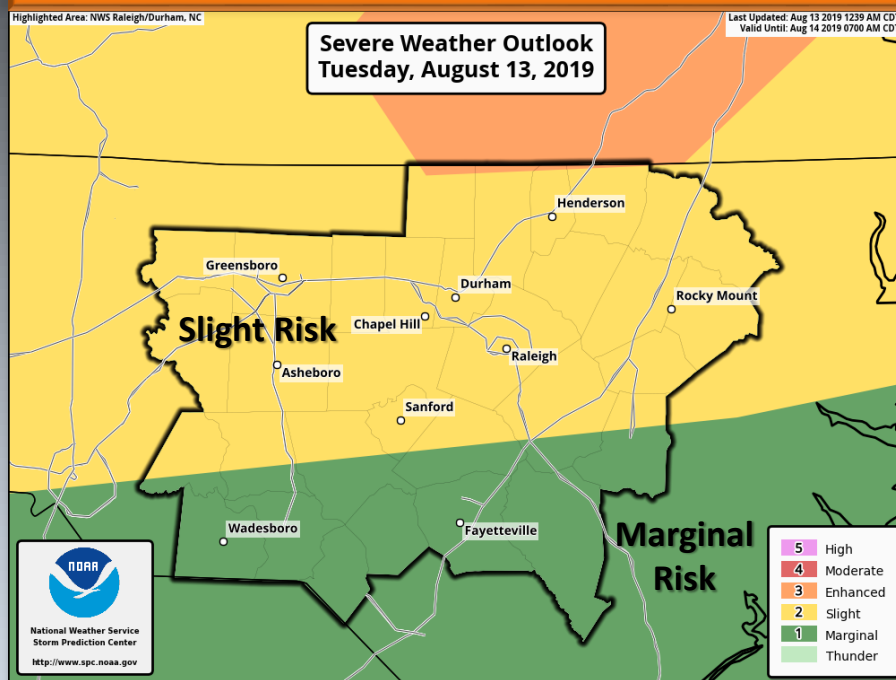 Highlighted Area: NWS Raleigh/Durham, NC
Last Updated: Aug 13 2019 1239 AM CDT
Valid Until: Aug 14 2019 0700 AM CDT
Severe Weather Outlook
Tuesday, August 13, 2019
Henderson
Greensboro
Durham
Rocky Mount
Chapel Hill
Slight Risk
Raleigh
Asheboro
Sanford
Wadesboro
Fayetteville
Marginal
Risk
NOAA
National Weather Service
Storm Prediction Center
http://www.spc.noaa.gov
5 High
4 Moderate
3 Enhanced
2 Slight
1 Marginal
Thunder